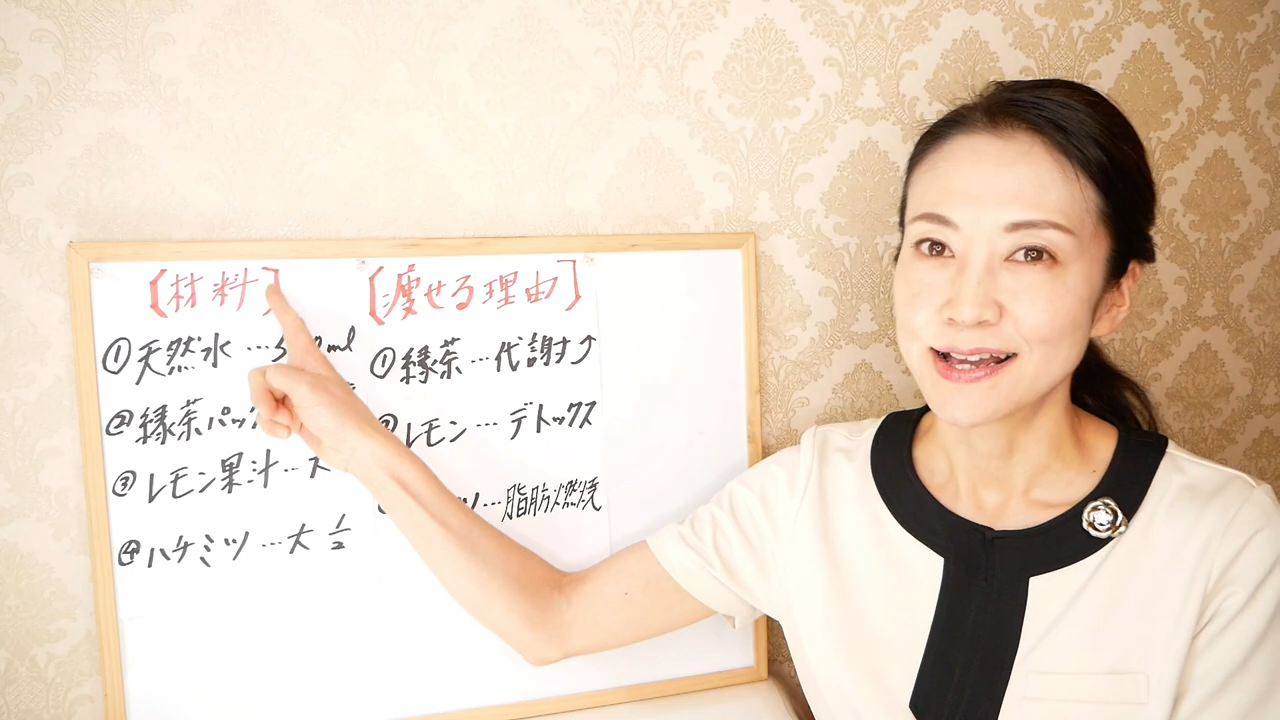 [材料]
①天然水…ml
②緑茶パック
③レモン果汁…
④ハチミツ…大1/2
[痩せる理由]
①緑茶…代謝↑
②レモン…デトックス
…脂肪燃焼